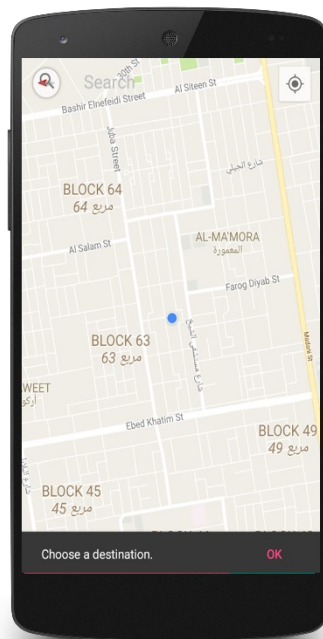 30th St
Search
Al Siteen St
Bashir Elnefeidi Street
Juba Street
شارع الخيلي
BLOCK 64
مربع 64
AL-MA'MORA
المعمورة
Al Salam St
Farog Diyab St
BLOCK 63
مربع 63
شارع مستشفى الشيخ
Madani St
WEET
أركو
Ebed Khatim St
BLOCK 49
مربع 49
BLOCK 45
مربع 45
Choose a destination.
OK